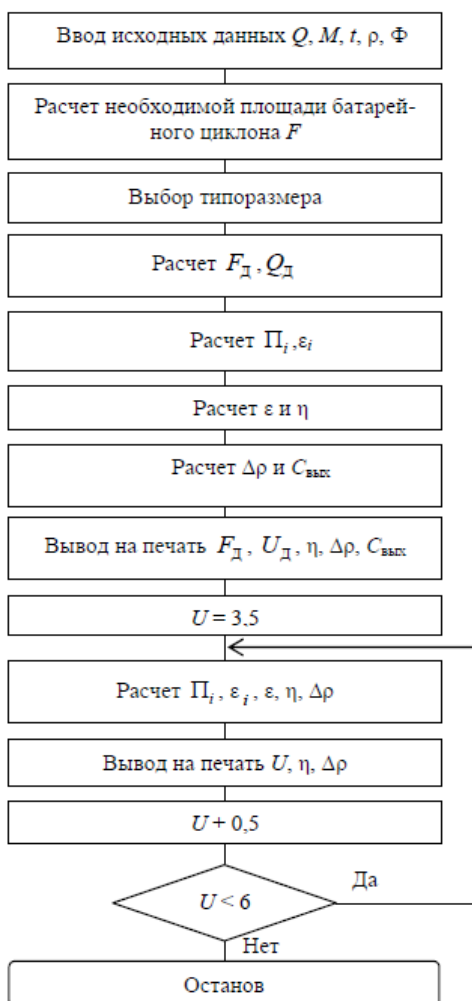 Ввод исходных данных Q, M, t, ρ, Φ
Расчет необходимой площади батарей-
ного циклона F
Выбор типоразмера
Расчет F_Д , Q_Д
Расчет П_i ,ε_i
Расчет ε и η
Расчет Δρ и C_вых
Вывод на печать F_Д , U_Д , η, Δρ, C_вых
U = 3.5
Расчет П_i , ε_i , ε, η, Δρ
Вывод на печать U, η, Δρ
U + 0,5
U < 6
Да
Нет
Останов